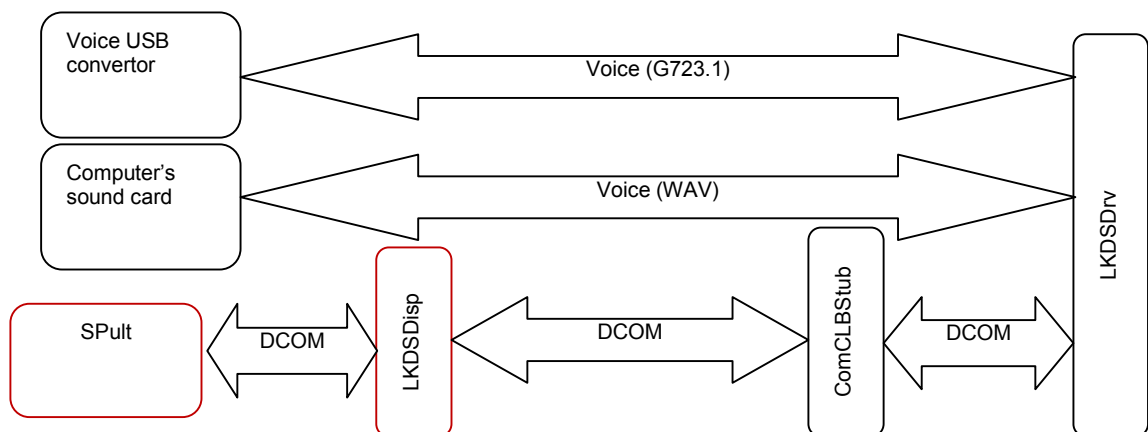 Voice USB
convertor
Voice (G723.1)
Computer’s
sound card
Voice (WAV)
LKDSDrv
SPult
DCOM
LKDSDisp
DCOM
ComCLBStub
DCOM